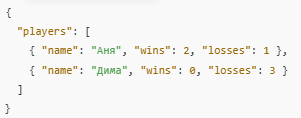 {
  "players": [
    { "name": "Аня", "wins": 2, "losses": 1 },
    { "name": "Дима", "wins": 0, "losses": 3 }
  ]
}